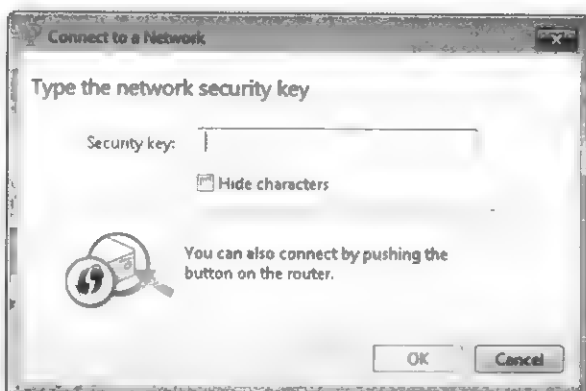 Connect to a Network
Type the network security key
Security key:
Hide characters
You can also connect by pushing the
button on the router.
OK
Cancel